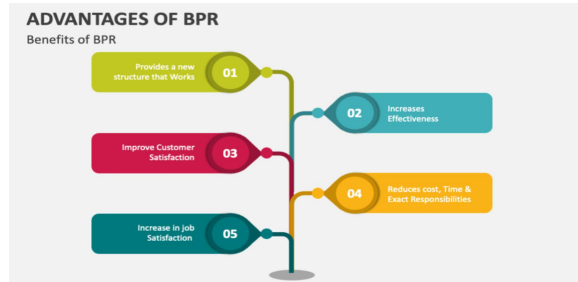 ADVANTAGES OF BPR
Benefits of BPR
Provides a new
structure that Works
01
02
Increases
Effectiveness
Improve Customer
Satisfaction
03
04
Reduces cost, Time &
Exact Responsibilities
Increase in job
Satisfaction
05